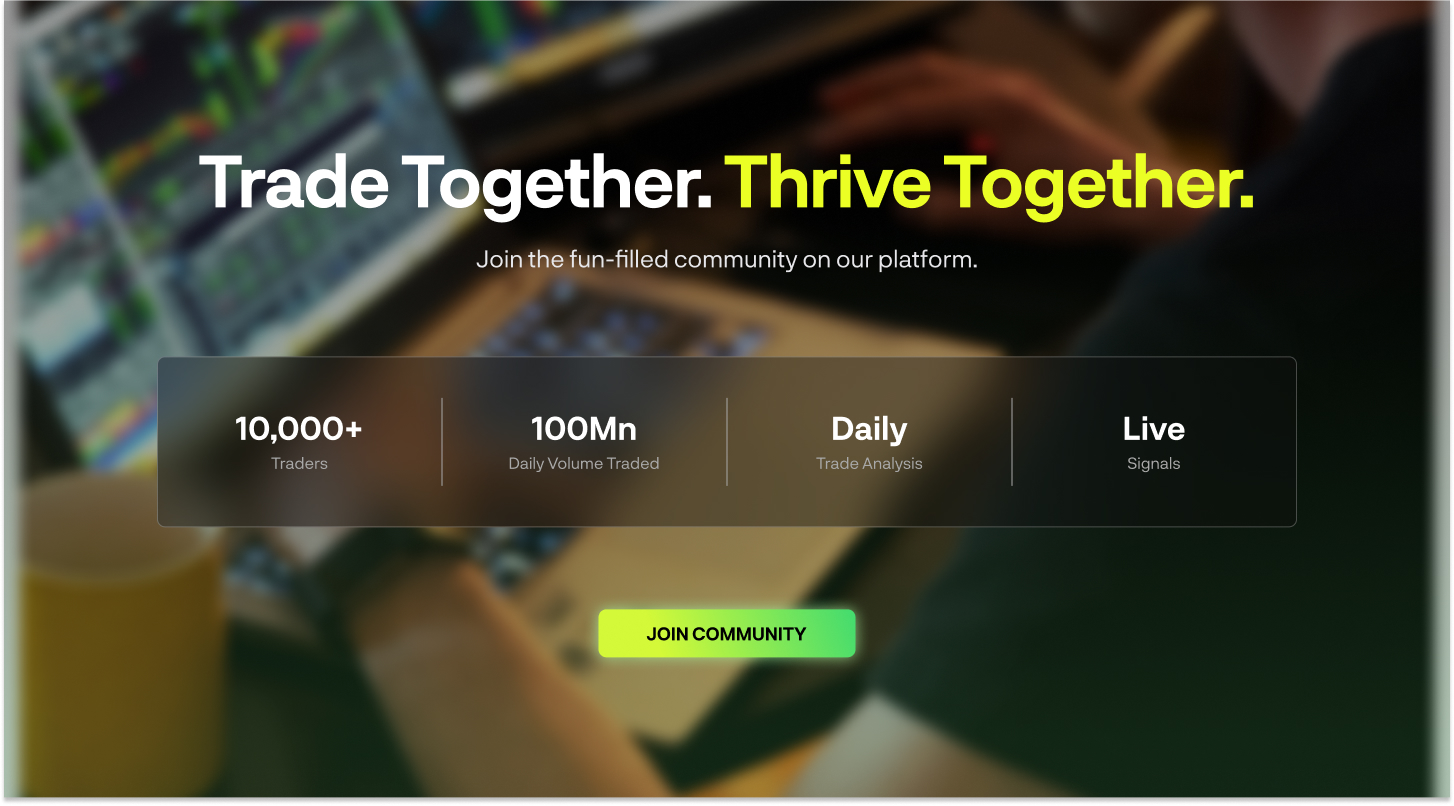 Trade Together. Thrive Together.
Join the fun-filled community on our platform.
10,000+
Traders
100Mn
Daily Volume Traded
Daily
Trade Analysis
Live
Signals
JOIN COMMUNITY